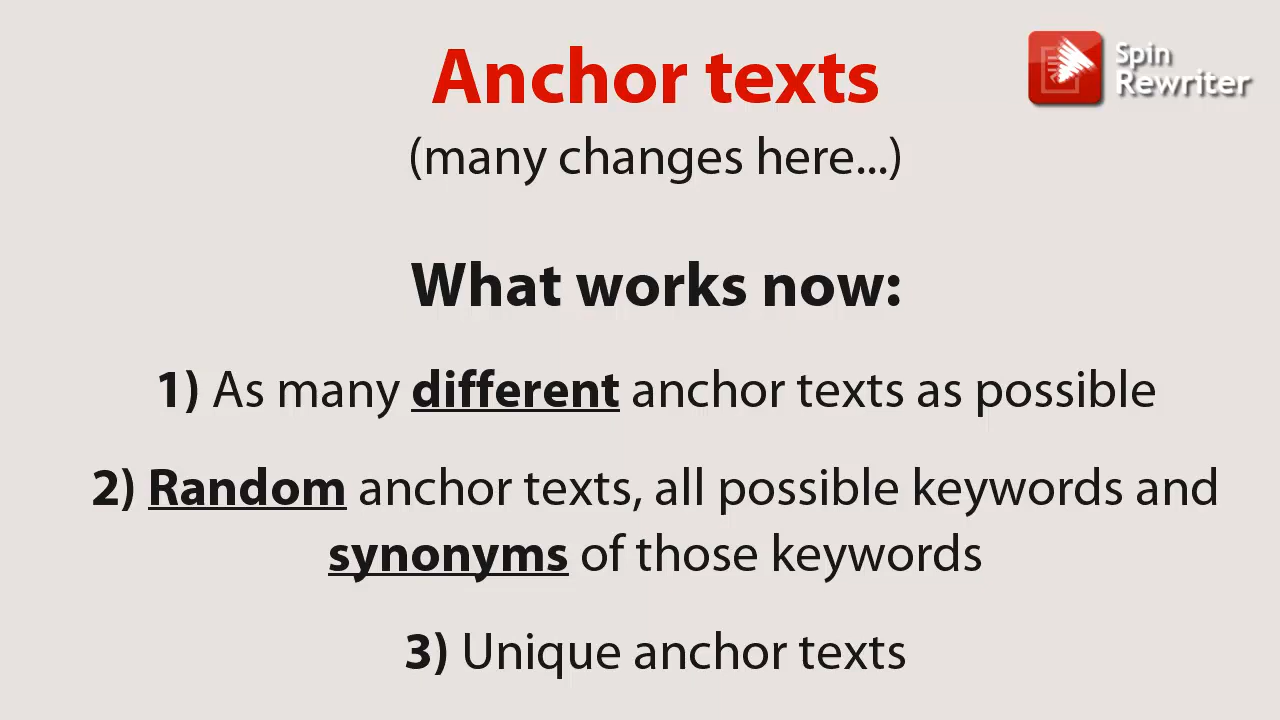 Anchor texts
Spin
Rewriter
(many changes here...)
What works now:
1) As many different anchor texts as possible
2) Random anchor texts, all possible keywords and
synonyms of those keywords
3) Unique anchor texts